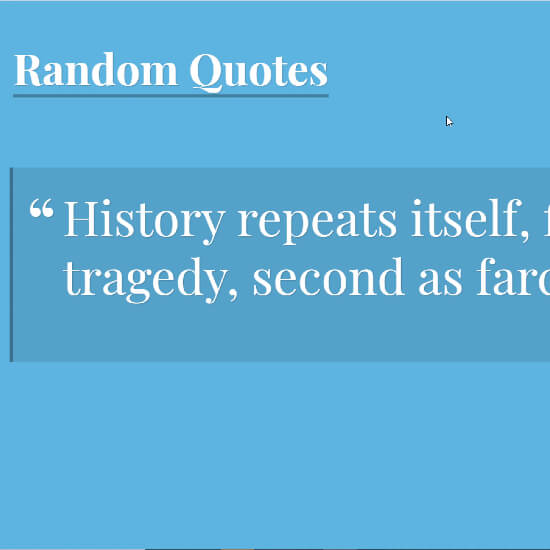 Random Quotes
“ History repeats itself,
tragedy, second as